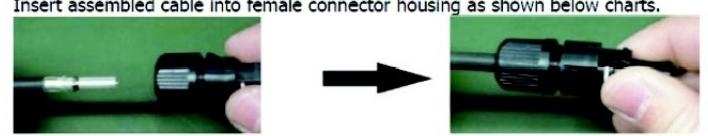 Insert assembled cable into female connector housing as shown below charts.